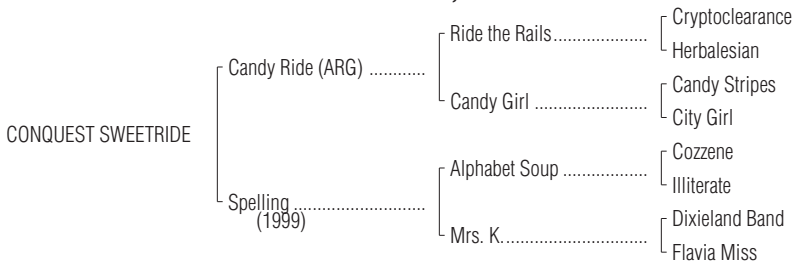 Cryptoclearance
Ride the Rails....................
Herbalesian
Candy Ride (ARG) ............
Candy Stripes
Candy Girl ........................
City Girl
CONQUEST SWEETRIDE
Cozzene
Alphabet Soup ..................
Illiterate
Spelling ............................
(1999)
Dixieland Band
Mrs. K..............................
Flavia Miss